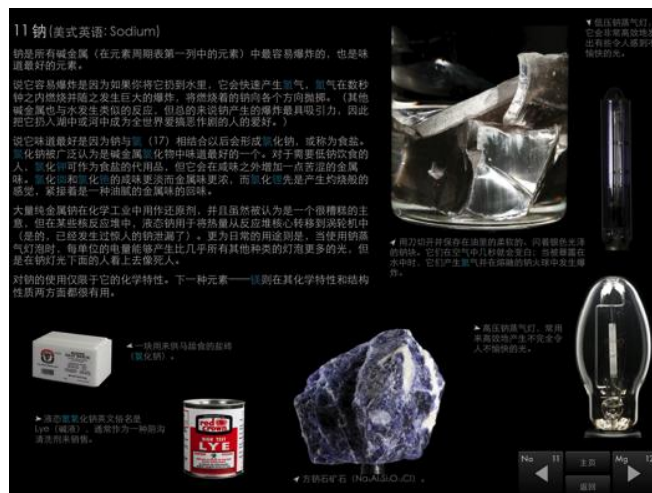 11 钠 (美式英语: Sodium)
钠是所有碱金属（在元素周期表第一列中的元素）中最容易爆炸的，也是味
道最好的元素。
说它容易爆炸是因为如果你将它扔到水里，它会快速产生氢气，氢气在数秒
钟之内燃烧并随之发生巨大的爆炸，将燃烧着的钠向各个方向抛掷。（其他
碱金属也与水发生类似的反应，但总的来说钠产生的爆炸最具吸引力，因此
把它扔入湖中或河中成为全世界爱搞恶作剧的人的爱好。）
说它味道最好是因为钠与氯（17）相结合以后会形成氯化钠，或称为食盐。
氯化钠被广泛认为是碱金属氯化物中味道最好的一个。对于需要低钠饮食的
人，氯化钾可作为食盐的代用品，但它会在咸味之外增加一点苦涩的金属
味。氯化铷和氯化铯的咸味更淡而金属味更浓，而氯化锂先是产生灼烧般的
感觉，紧接着是一种油腻的金属味的回味。
大量纯金属钠在化学工业中用作还原剂，并且虽然被认为是一个很糟糕的主
意，但在某些核反应堆中，液态钠用于将热量从反应堆核心转移到涡轮机中
（是的，已经发生过惊人的钠泄漏了）。更为日常的用途则是，当使用钠蒸
气灯泡时，每单位的电量能够产生比几乎所有其他种类的灯泡更多的光，但
是在钠灯光下面的人看上去像死人。
对钠的使用仅限于它的化学特性。下一种元素——镁则在其化学特性和结构
性质两方面都很有用。
低压钠蒸气灯，
它会非常高效地发
出有些令人感到不
愉快的光。
用刀切开并保存在油里的柔软的、闪着银色光泽
的钠块。它们在空气中几秒就会变白；当被暴露在
水中时，它们产生氢气并在熔融的钠火球中发生爆
炸。
高压钠蒸气灯，常用
来高效地产生不完全令
人不愉快的光。
一块用来供马舔食的盐砖
（氯化钠）。
液态氢氧化钠英文俗名是
Lye（碱液），通常作为一种阴沟
清洗剂来销售。
red Crown
LYE
方钠石矿石
Na 11
主页
Mg 12
返回